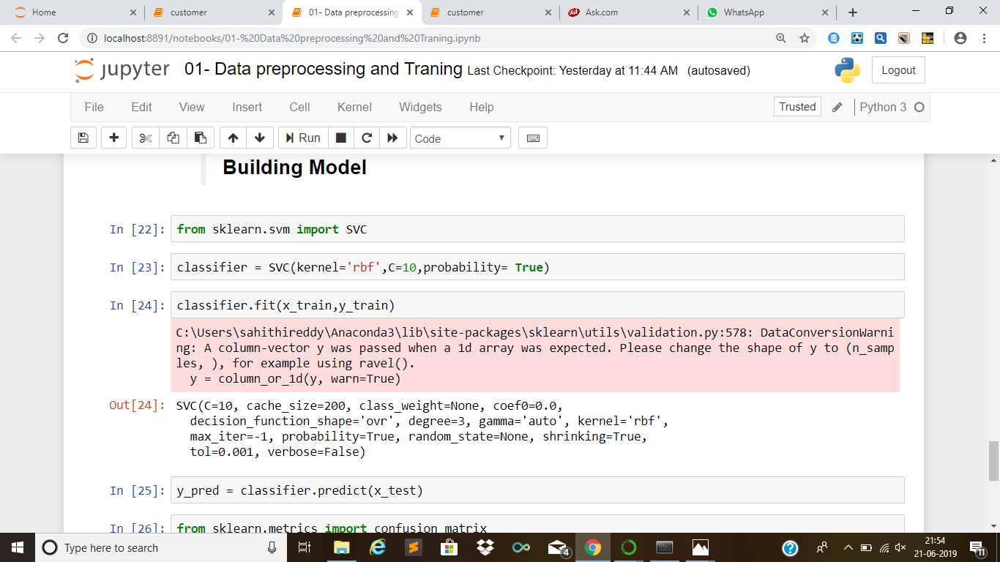 Home
customer
01- Data preprocessing
customer
Ask.com
WhatsApp
localhost:8891/notebooks/01-%20Data%20preprocessing%20and%20Traning.ipynb
jupyter 01- Data preprocessing and Traning Last Checkpoint: Yesterday at 11:44 AM (autosaved)
Logout
File Edit View Insert Cell Kernel Widgets Help
Trusted
Python 3
Run
Code
Building Model
In [22]: from sklearn.svm import SVC
In [23]: classifier = SVC(kernel='rbf',C=10,probability= True)
In [24]: classifier.fit(x_train,y_train)
C:\Users\sahithireddy\Anaconda3\lib\site-packages\sklearn\utils\validation.py:578: DataConversionWarni
ng: A column-vector y was passed when a 1d array was expected. Please change the shape of y to (n_samp
les, ), for example using ravel().
y = column_or_1d(y, warn=True)
Out[24]: SVC(C=10, cache_size=200, class_weight=None, coef0=0.0,
decision_function_shape='ovr', degree=3, gamma='auto', kernel='rbf',
max_iter=-1, probability=True, random_state=None, shrinking=True,
tol=0.001, verbose=False)
In [25]: y_pred = classifier.predict(x_test)
In [26]: from sklearn.metrics import confusion_matrix
Type here to search
4
21:54
21-06-2019
11